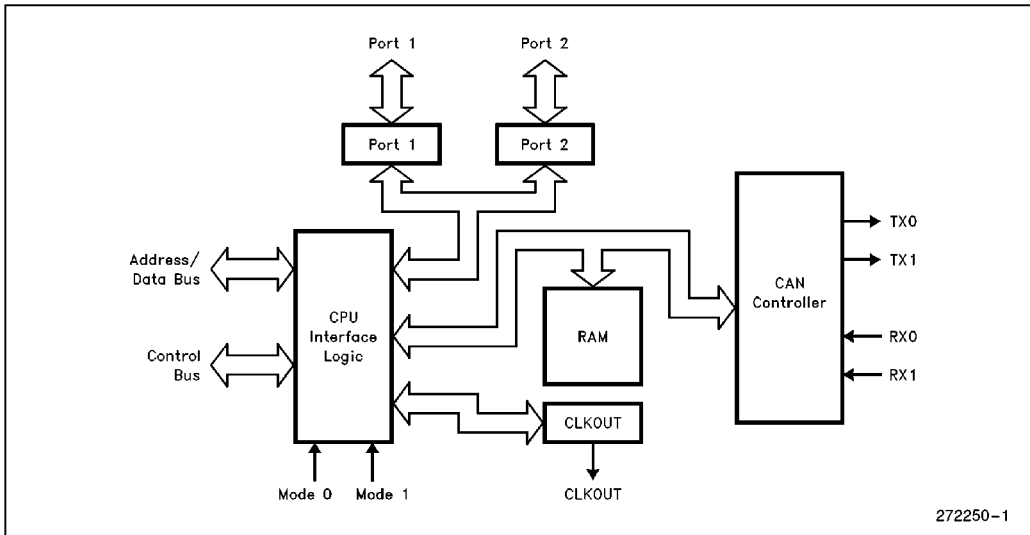 Port 1
Port 2
Port 1
Port 2
Address/
Data Bus
Control
Bus
CPU
Interface
Logic
RAM
CAN
Controller
TX0
TX1
RX0
RX1
CLKOUT
Mode 0
Mode 1
CLKOUT
272250-1